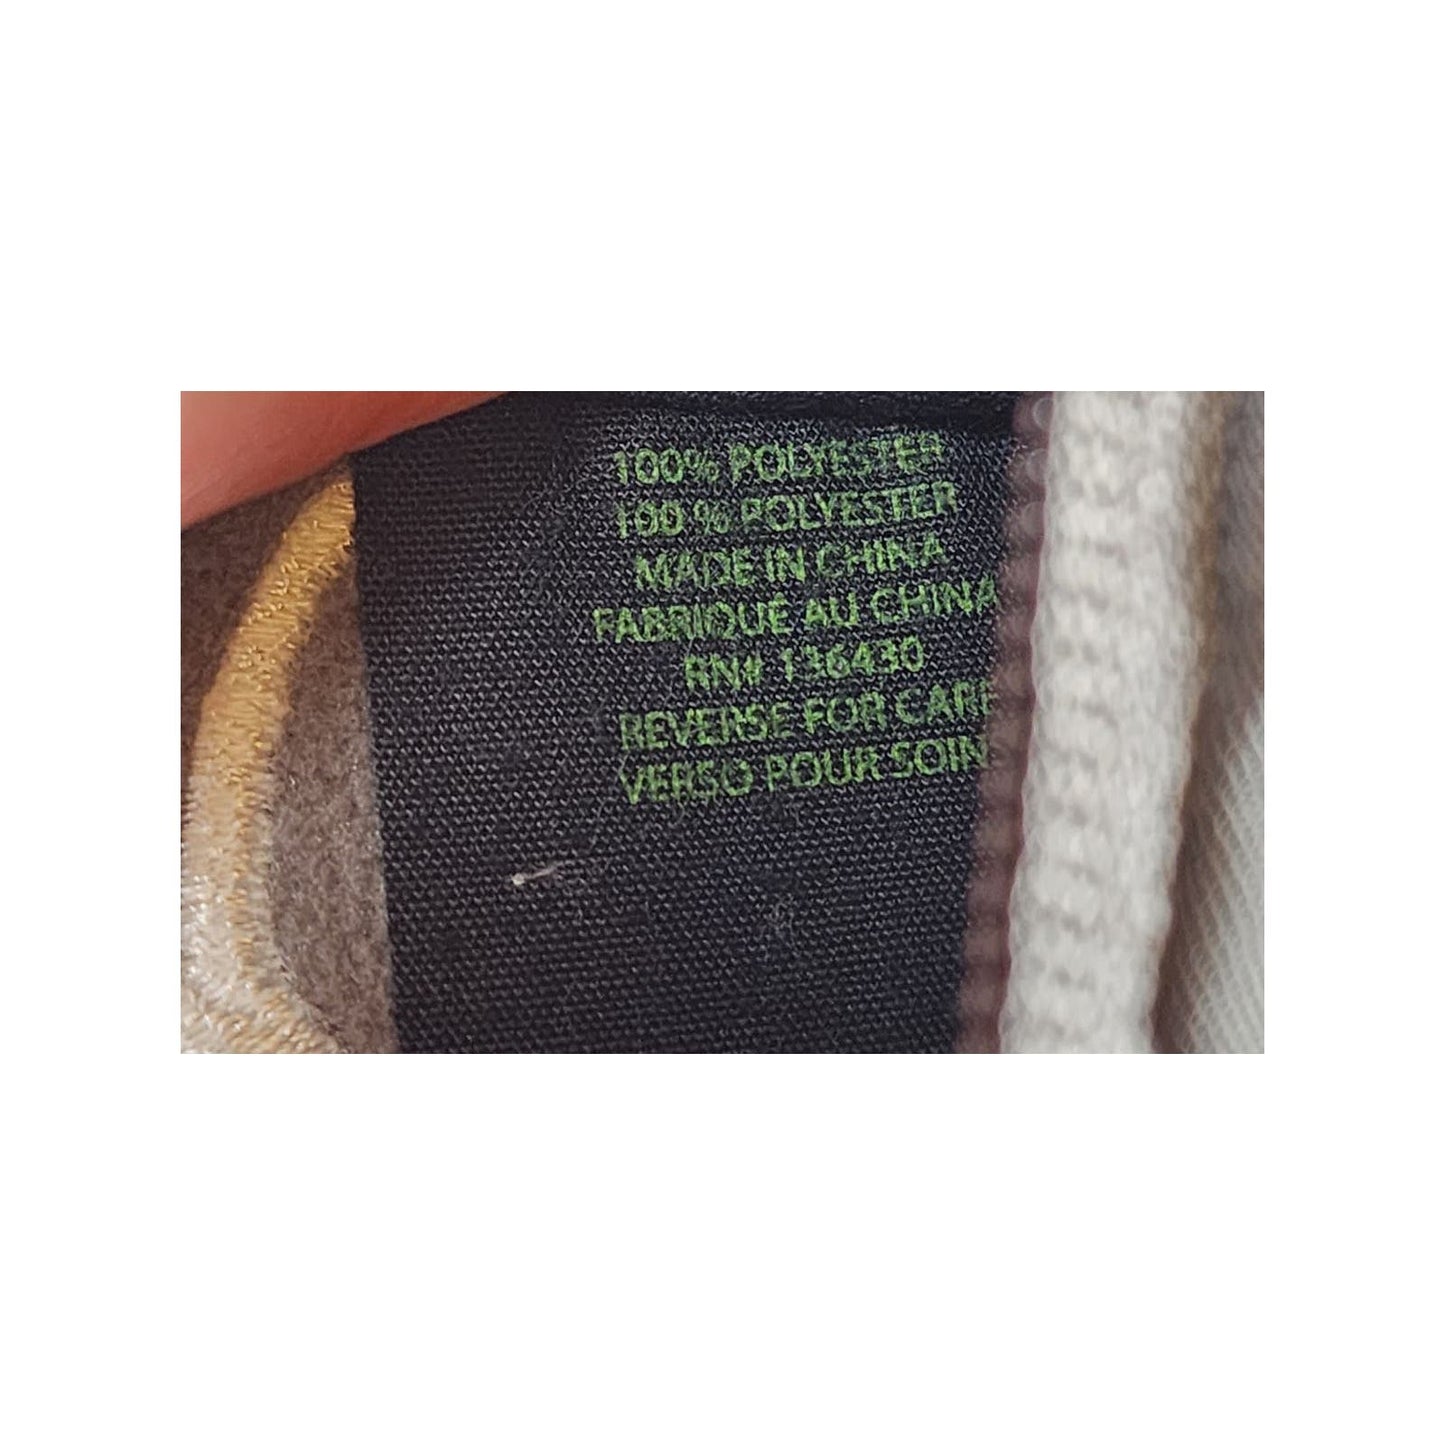 100% POLYESTER
100 % POLYESTER
MADE IN CHINA
FABRIQUÉ AU CHINA
RN# 136430
REVERSE FOR CARE
VERSO POUR SOIN